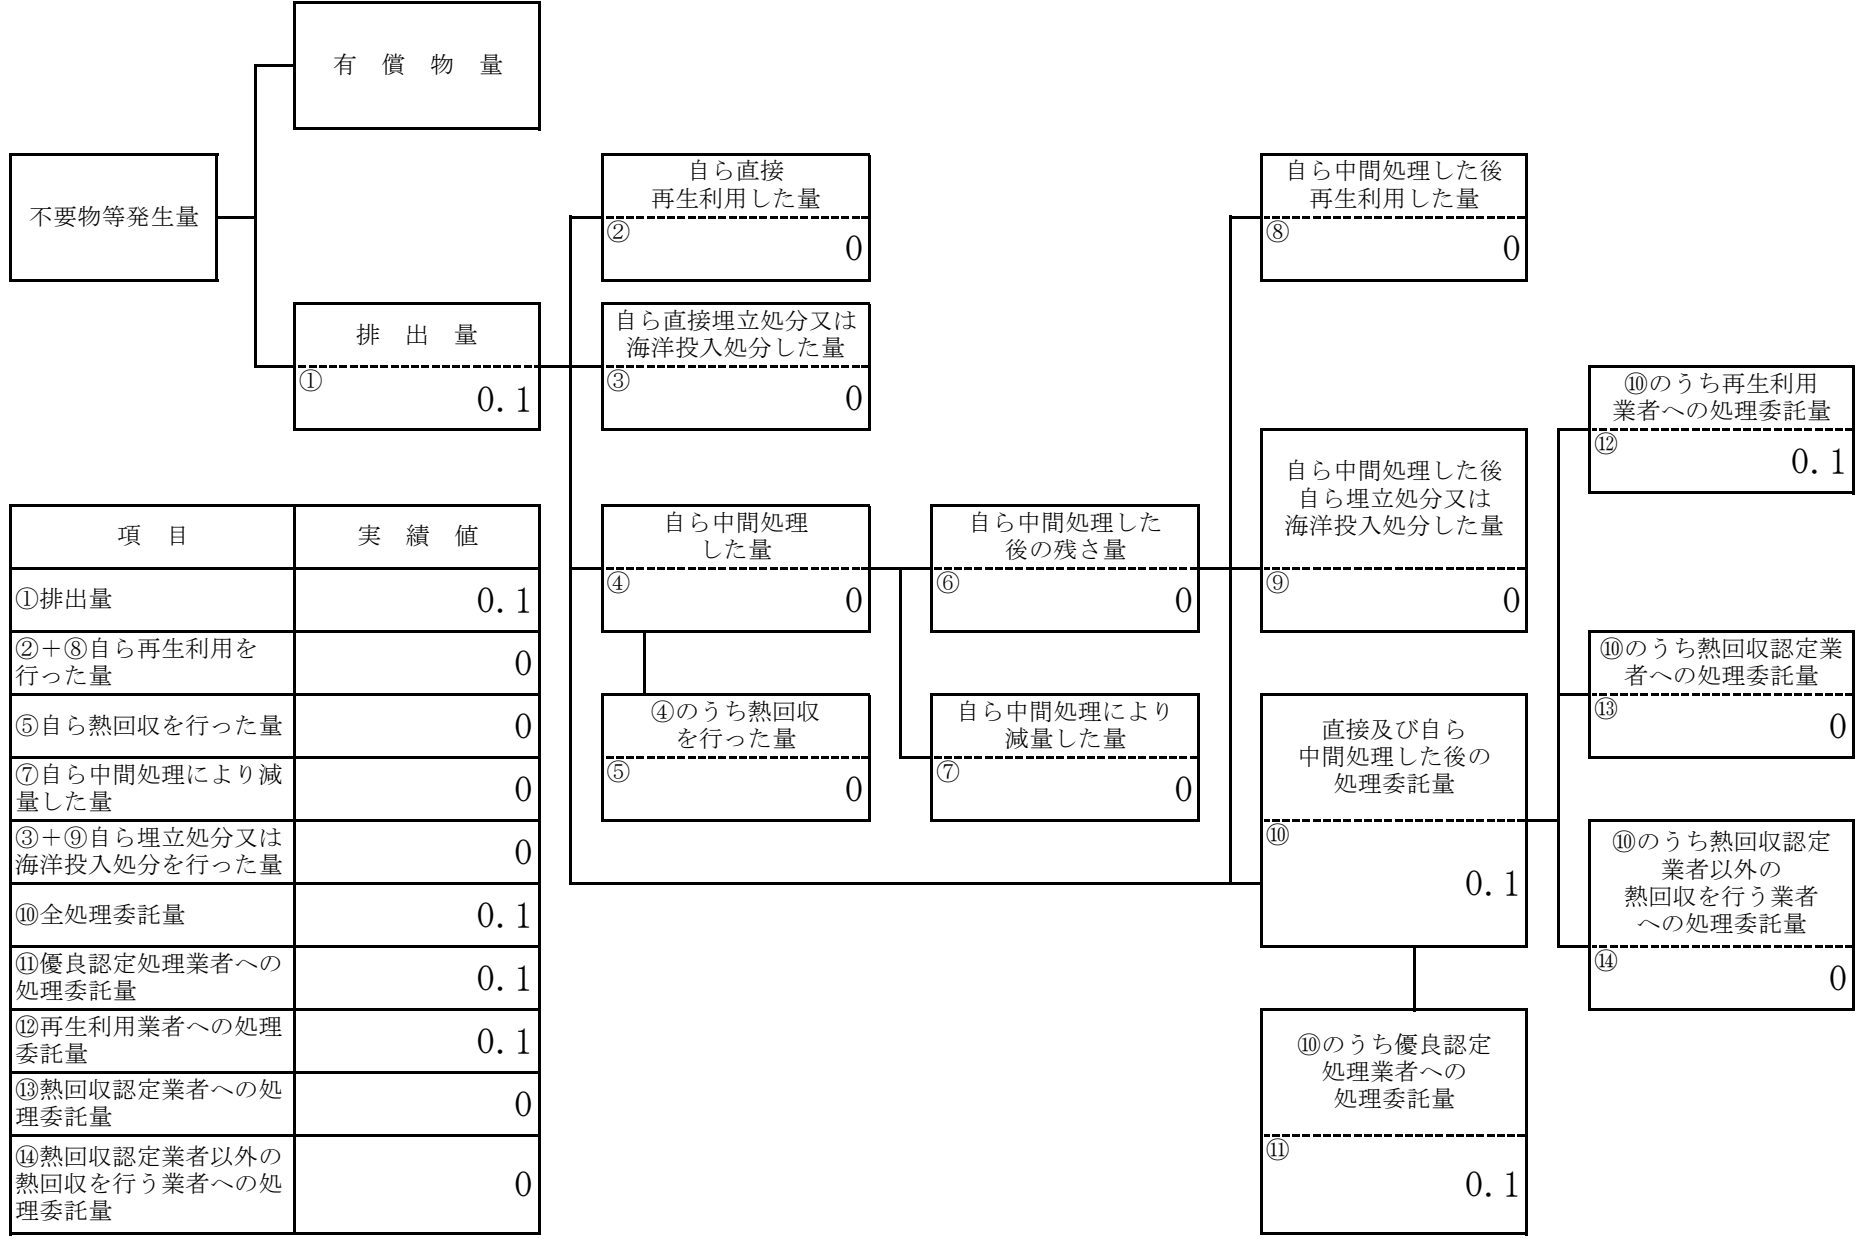 有 償 物 量
不要物等発生量
排 出 量
①
0.1
自ら直接
再生利用した量
②
0
自ら直接埋立処分又は
海洋投入処分した量
③
0
自ら中間処理
した量
④
0
④のうち熱回収
を行った量
⑤
0
自ら中間処理した
後の残さ量
⑥
0
自ら中間処理により
減量した量
⑦
0
自ら中間処理した後
再生利用した量
⑧
0
自ら中間処理した後
自ら埋立処分又は
海洋投入処分した量
⑨
0
直接及び自ら
中間処理した後の
処理委託量
⑩
0.1
⑩のうち優良認定
処理業者への
処理委託量
⑪
0.1
⑩のうち再生利用
業者への処理委託量
⑫
0.1
⑩のうち熱回収認定業
者への処理委託量
⑬
0
⑩のうち熱回収認定
業者以外の
熱回収を行う業者
への処理委託量
⑭
0
項 目 実 績 値
①排出量 0.1
②＋⑧自ら再生利用を
行った量 0
⑤自ら熱回収を行った量 0
⑦自ら中間処理により減
量した量 0
③＋⑨自ら埋立処分又は
海洋投入処分を行った量 0
⑩全処理委託量 0.1
⑪優良認定処理業者への
処理委託量 0.1
⑫再生利用業者への処理
委託量 0.1
⑬熱回収認定業者への処
理委託量 0
⑭熱回収認定業者以外の
熱回収を行う業者への処
理委託量 0